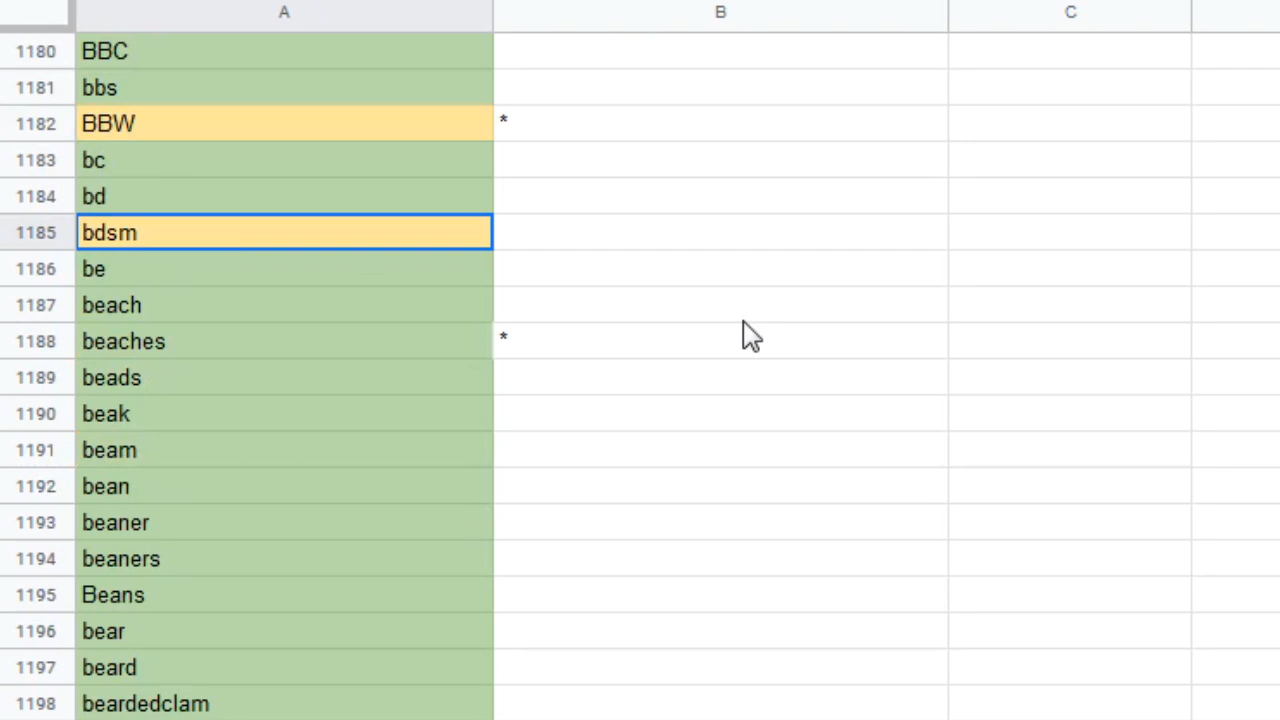 A B C
1180 BBC
1181 bbs
1182 BBW *
1183 bc
1184 bd
1185 bdsm
1186 be
1187 beach
1188 beaches *
1189 beads
1190 beak
1191 beam
1192 bean
1193 beaner
1194 beaners
1195 Beans
1196 bear
1197 beard
1198 beardedclam